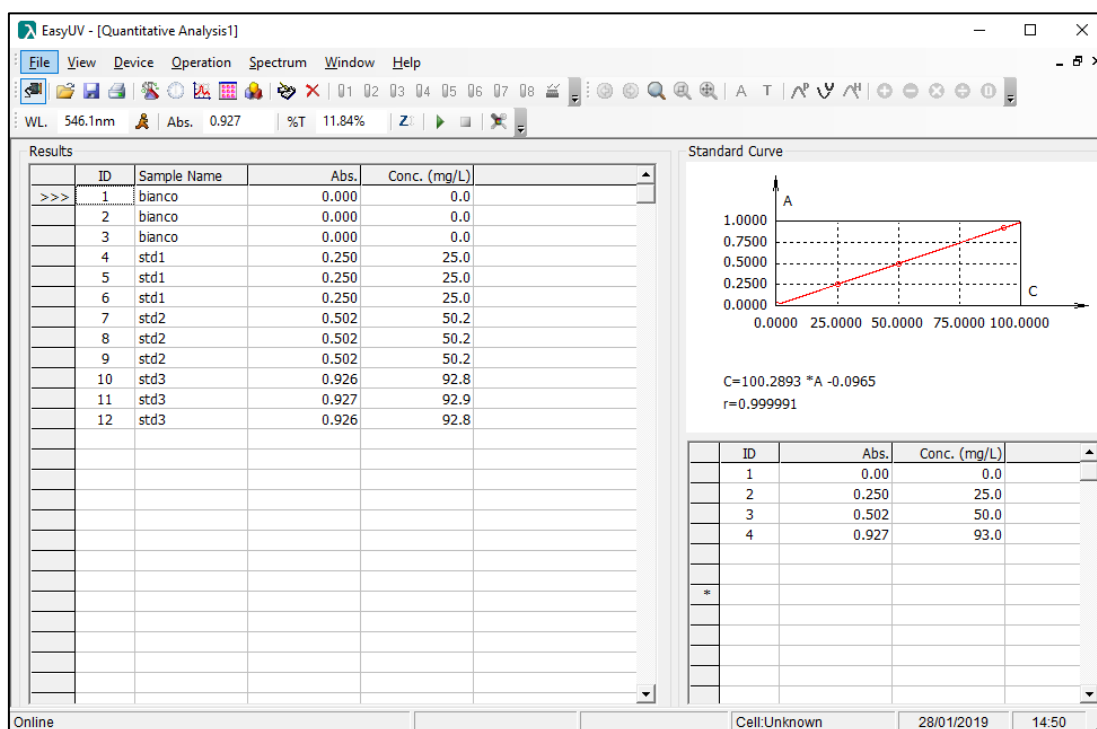 EasyUV - [Quantitative Analysis1]
File View Device Operation Spectrum Window Help
1 2 3 4 5 6 7 8 A T P V H
WL. 546.1nm Abs. 0.927 %T 11.84% Z
Results
ID Sample Name Abs. Conc. (mg/L)
>>> 1 bianco 0.000 0.0
2 bianco 0.000 0.0
3 bianco 0.000 0.0
4 std1 0.250 25.0
5 std1 0.250 25.0
6 std1 0.250 25.0
7 std2 0.502 50.2
8 std2 0.502 50.2
9 std2 0.502 50.2
10 std3 0.926 92.8
11 std3 0.927 92.9
12 std3 0.926 92.8
Standard Curve
A
1.0000
0.7500
0.5000
0.2500
0.0000
C
0.0000 25.0000 50.0000 75.0000 100.0000
C=100.2893 *A -0.0965
r=0.999991
ID Abs. Conc. (mg/L)
1 0.00 0.0
2 0.250 25.0
3 0.502 50.0
4 0.927 93.0
*
Online Cell:Unknown 28/01/2019 14:50